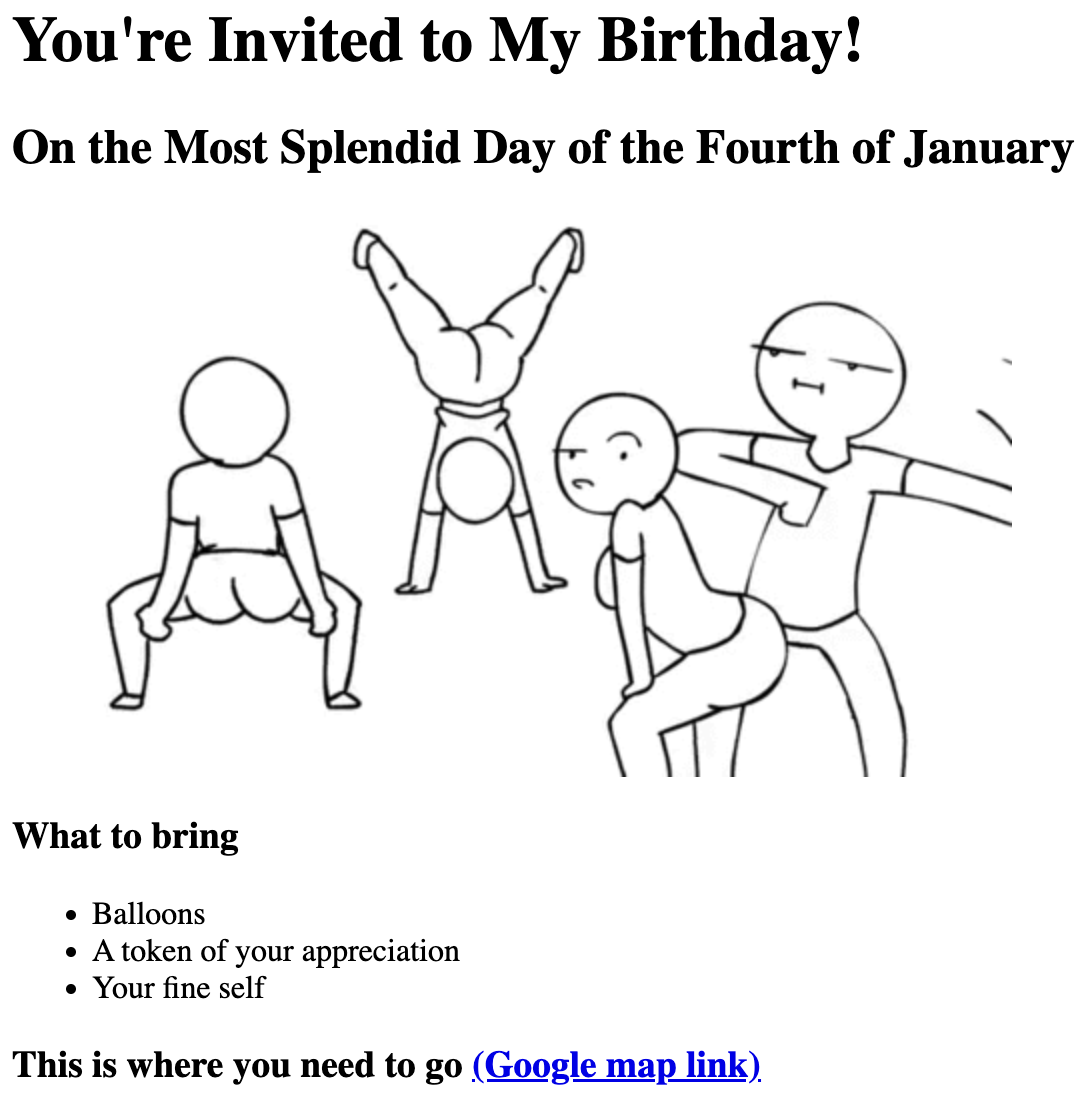 You're Invited to My Birthday!
On the Most Splendid Day of the Fourth of January
What to bring
Balloons
A token of your appreciation
Your fine self
This is where you need to go (Google map link)